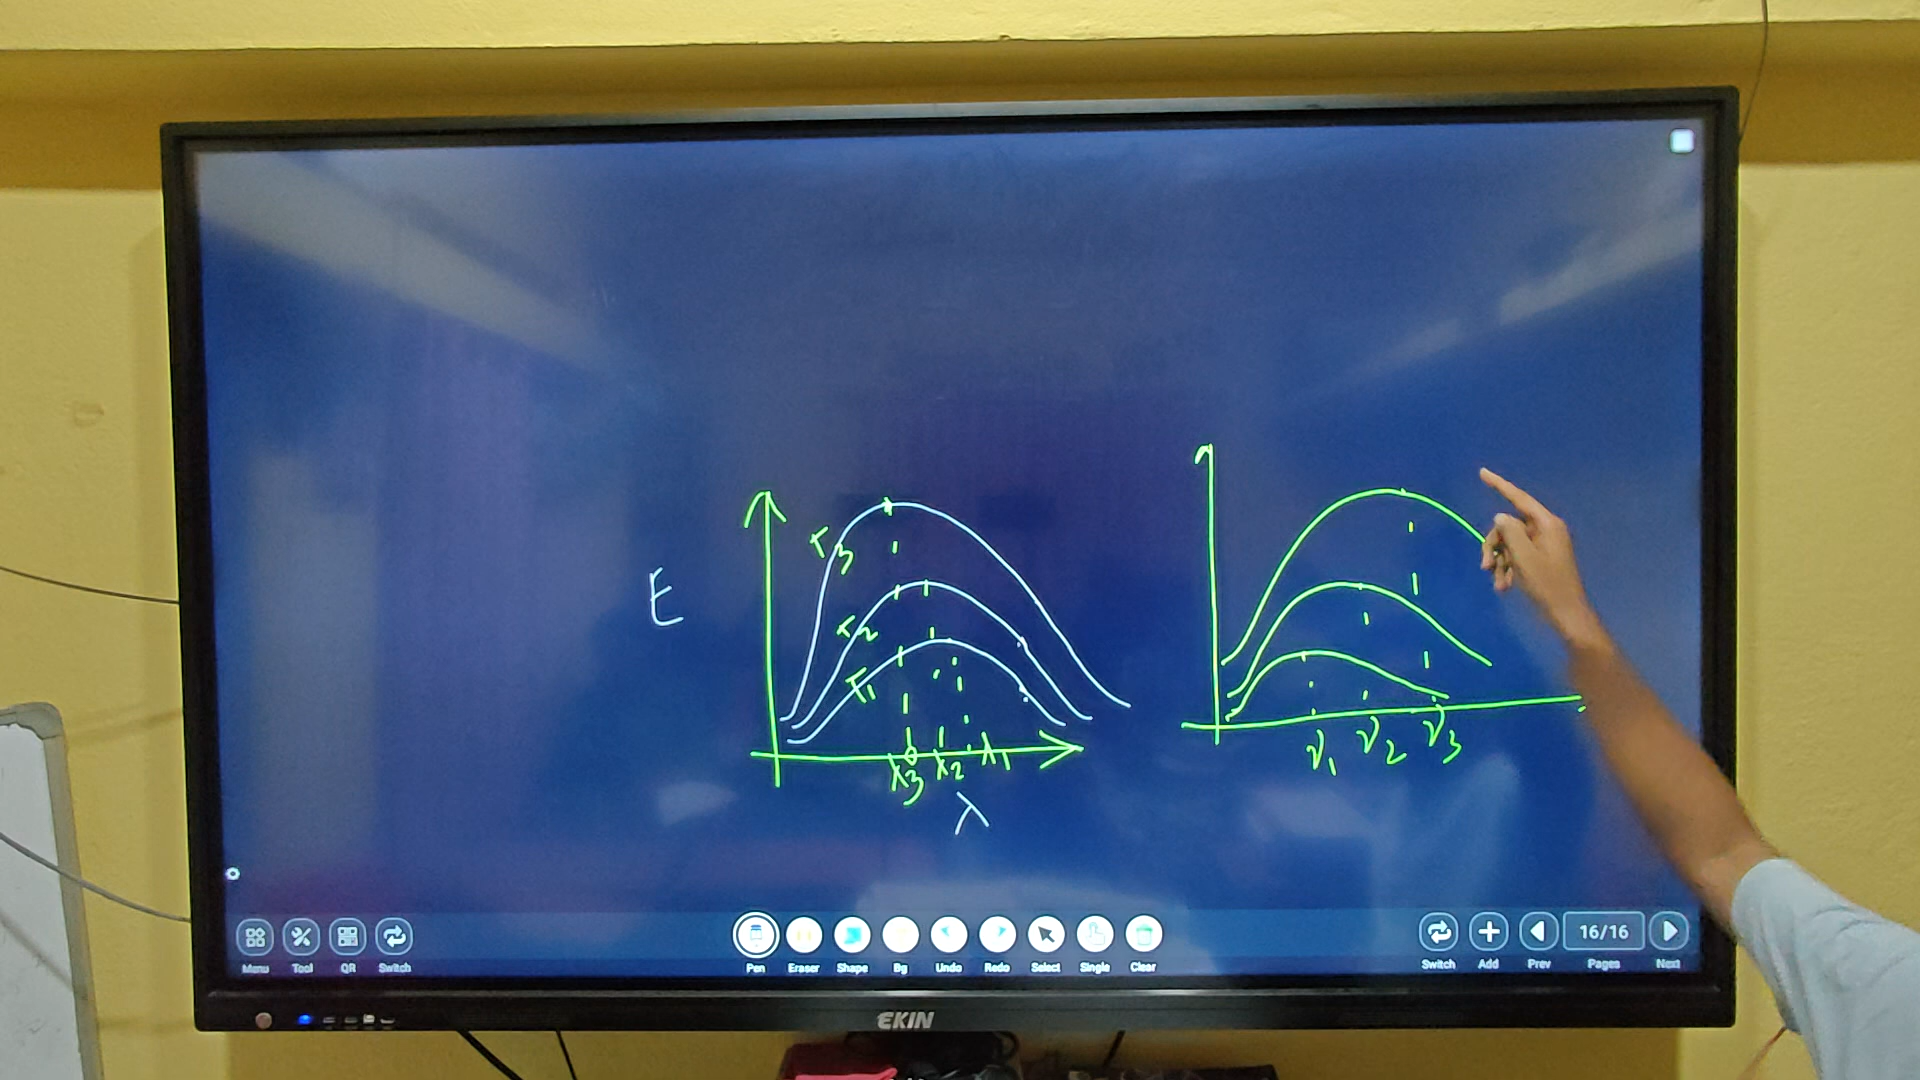 E
T3
T2
T1
λ3 λ2 λ1
λ
ν1 ν2 ν3
Menu Tool QR Switch
Pen Eraser Shape Bg Undo Redo Select Single Clear
Switch Add Prev 16/16 Pages Next
EKIN